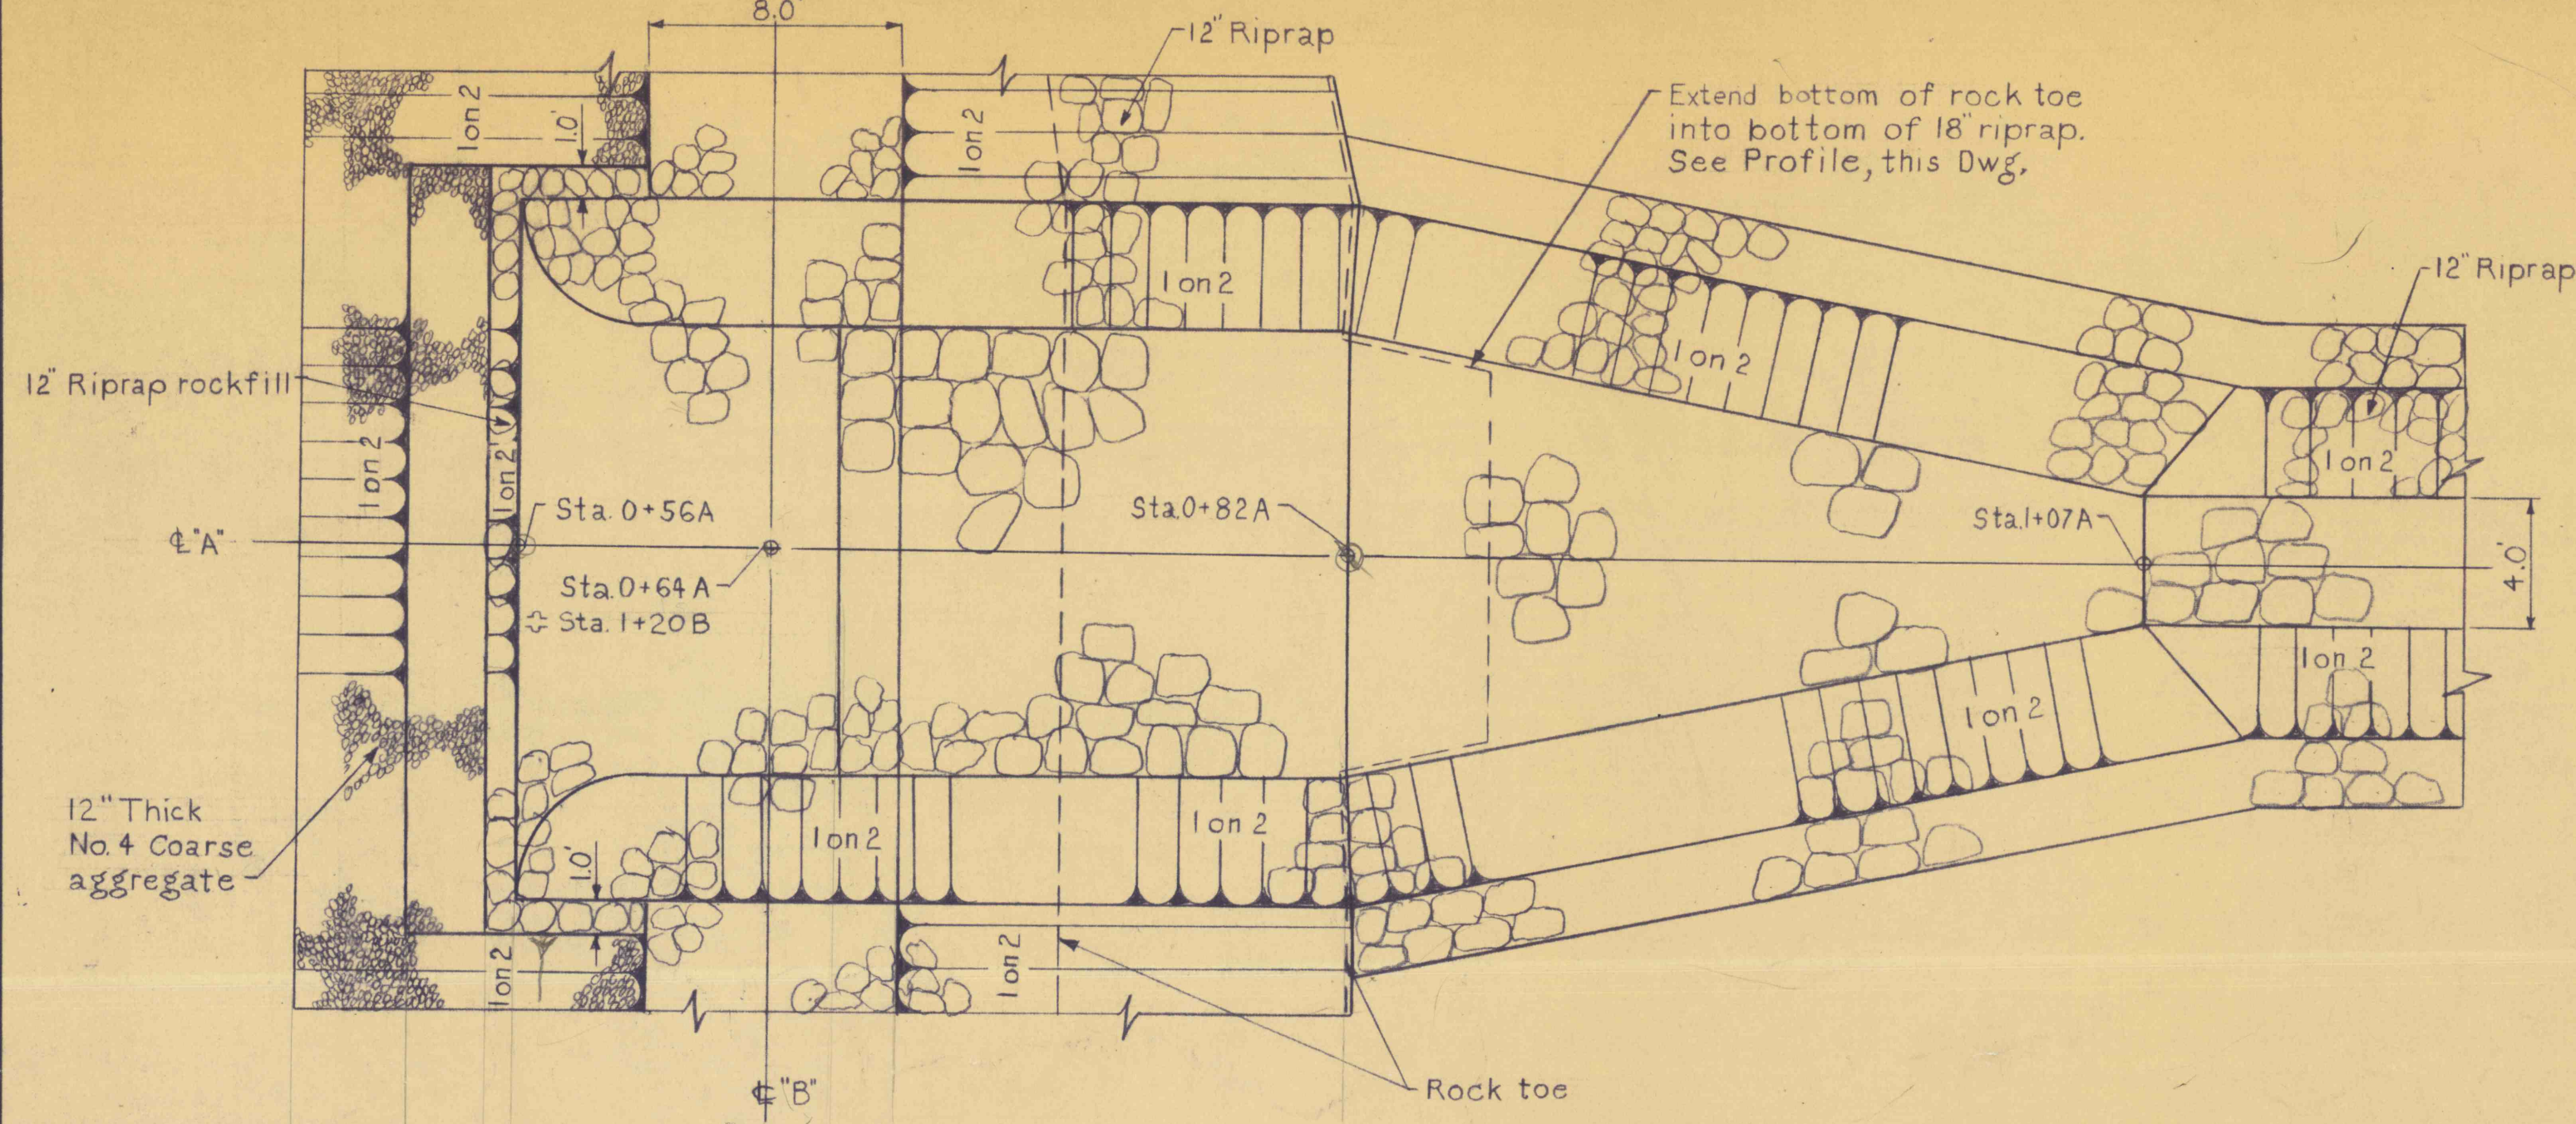 8.0'
12" Riprap
Extend bottom of rock toe
into bottom of 18" riprap.
See Profile, this Dwg.
1 on 2
1.0'
1 on 2
12" Riprap
1 on 2
1 on 2
12" Riprap rockfill
1 on 2
1 on 2
1 on 2
Sta. 0+56A
Sta. 0+82A
Sta. 1+07A
℄ "A"
4.0'
Sta. 0+64 A
Sta. 1+20B
1 on 2
1 on 2
12" Thick
No. 4 Coarse
aggregate
1.0'
1 on 2
1 on 2
1 on 2
1 on 2
℄ "B"
Rock toe